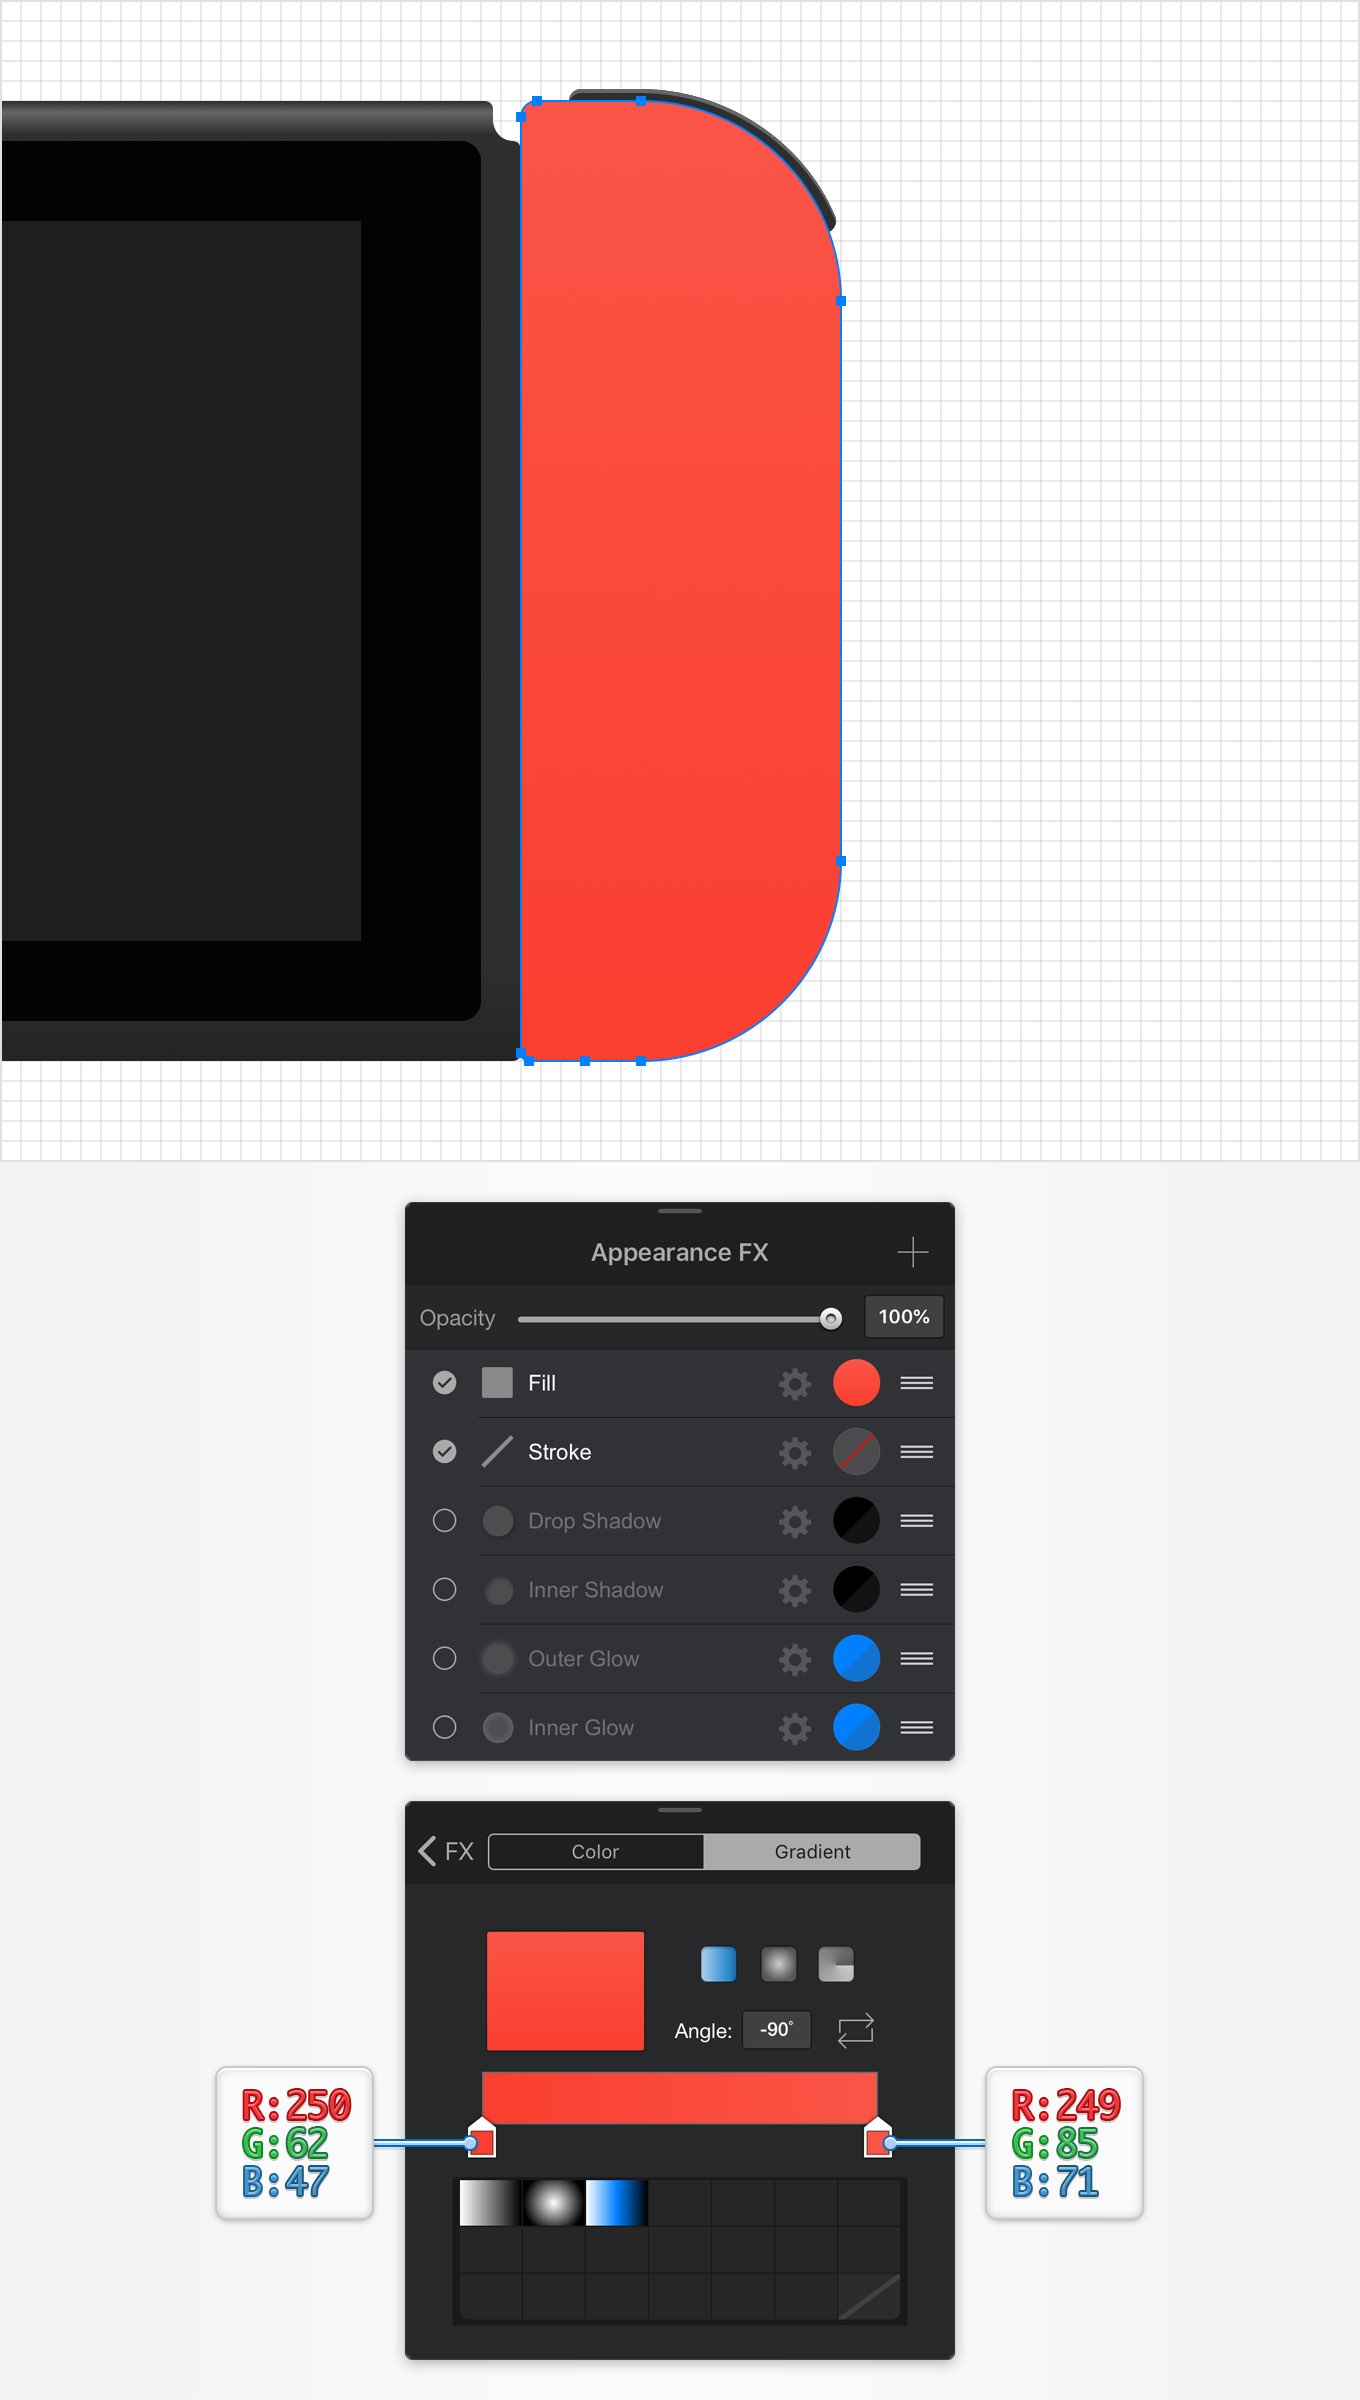 Appearance FX
Opacity 100%
Fill
Stroke
Drop Shadow
Inner Shadow
Outer Glow
Inner Glow
FX Color Gradient
Angle: -90°
R:250
G:62
B:47
R:249
G:85
B:71